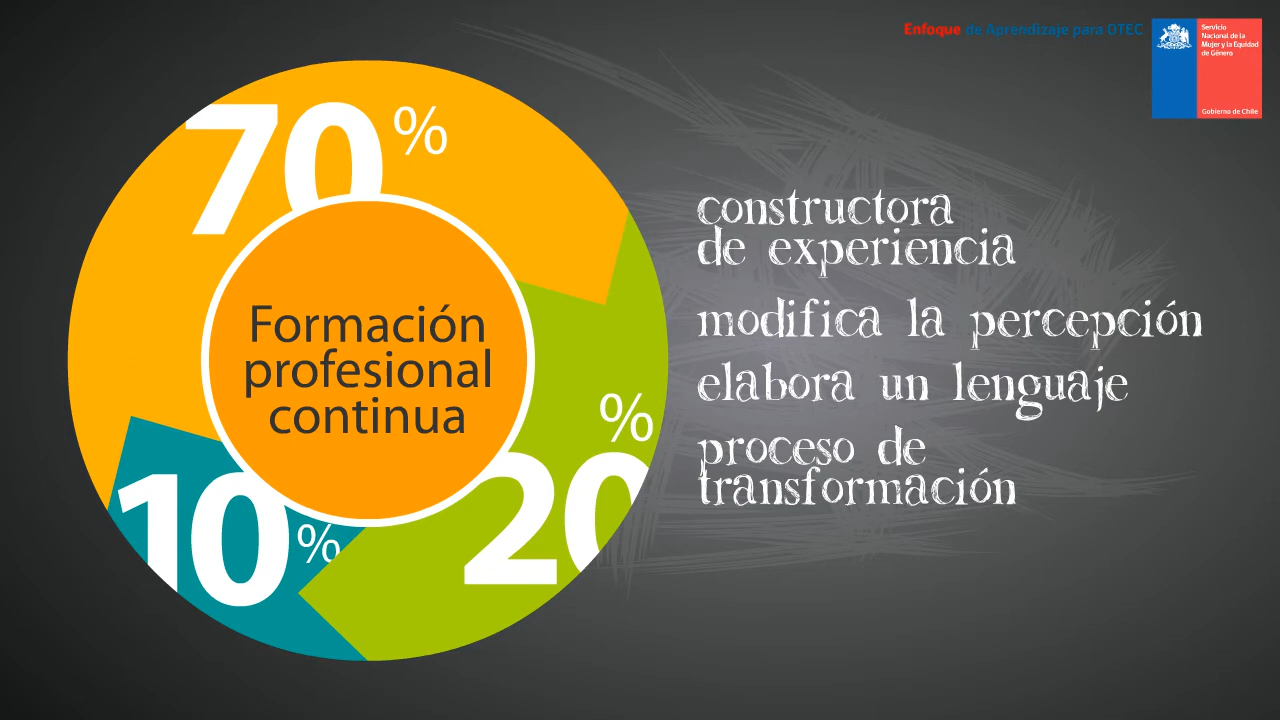 Enfoque de Aprendizaje para OTEC
Servicio
Nacional de la
Mujer y la Equidad
de Género
Gobierno de Chile
70%
Formación
profesional
continua
10%
20%
constructora
de experiencia
modifica la percepción
elabora un lenguaje
proceso de
transformación